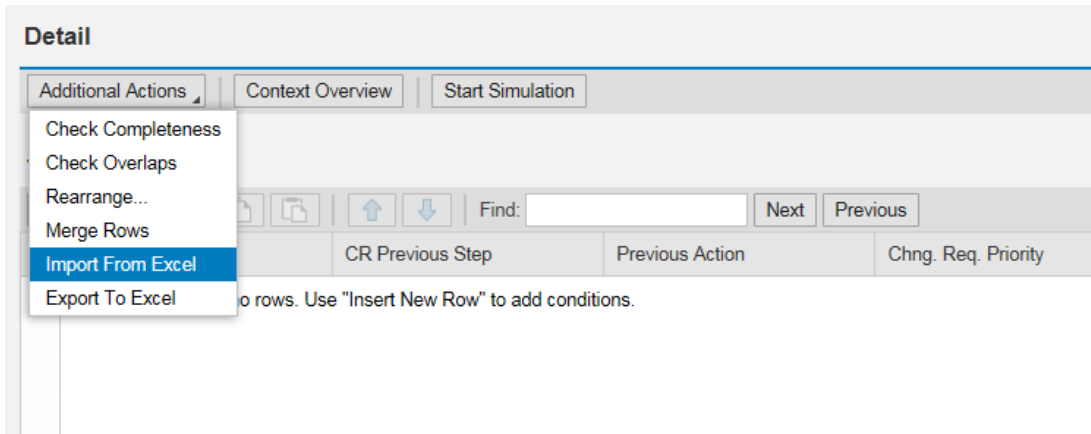 Detail
Additional Actions Context Overview Start Simulation
Check Completeness
Check Overlaps
Rearrange...
Merge Rows
Import From Excel
Export To Excel
Find: Next Previous
CR Previous Step Previous Action Chng. Req. Priority
rows. Use "Insert New Row" to add conditions.